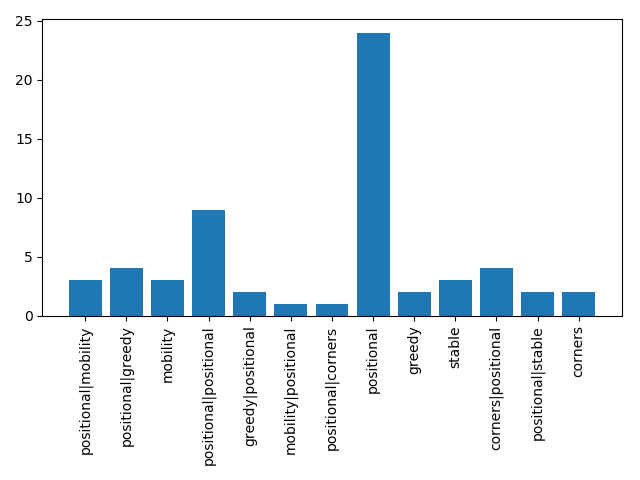 25
20
15
10
5
0
positional|mobility
positional|greedy
mobility
positional|positional
greedy|positional
mobility|positional
positional|corners
positional
greedy
stable
corners|positional
positional|stable
corners